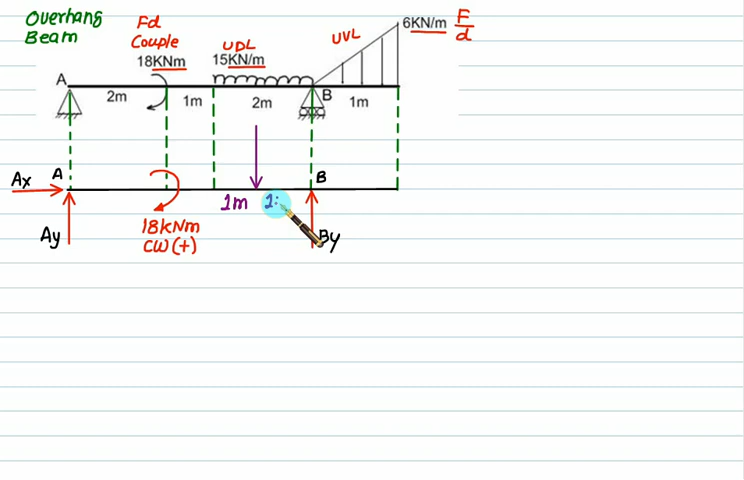 Overhang
Beam
Fd
Couple
18KNm
UDL
15KN/m
UVL
6KN/m F/d
A
2m
1m
2m
B
1m
Ax
A
B
1m
Ay
18kNm
CW(+)
By